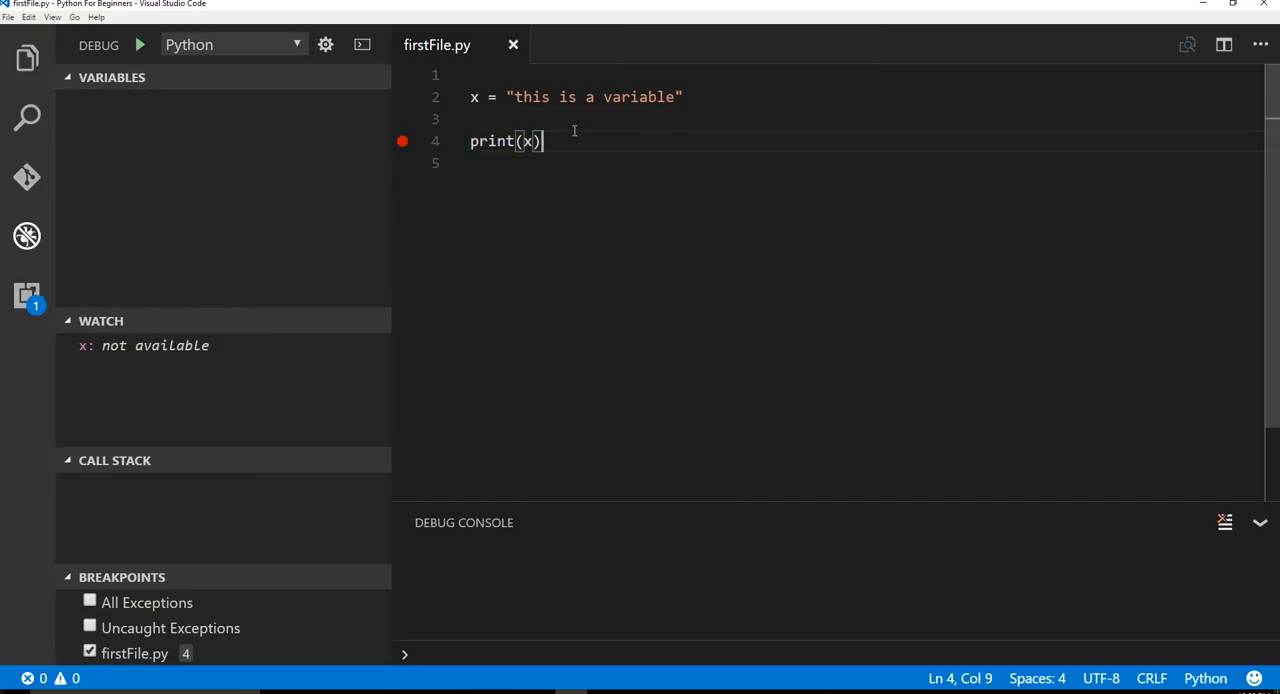 firstFile.py - Python For Beginners - Visual Studio Code
File Edit View Go Help
DEBUG Python
firstFile.py
VARIABLES
1
2 x = "this is a variable"
3
4 print(x)
5
WATCH
x: not available
CALL STACK
BREAKPOINTS
All Exceptions
Uncaught Exceptions
firstFile.py 4
1
DEBUG CONSOLE
0 0 Ln 4, Col 9 Spaces: 4 UTF-8 CRLF Python